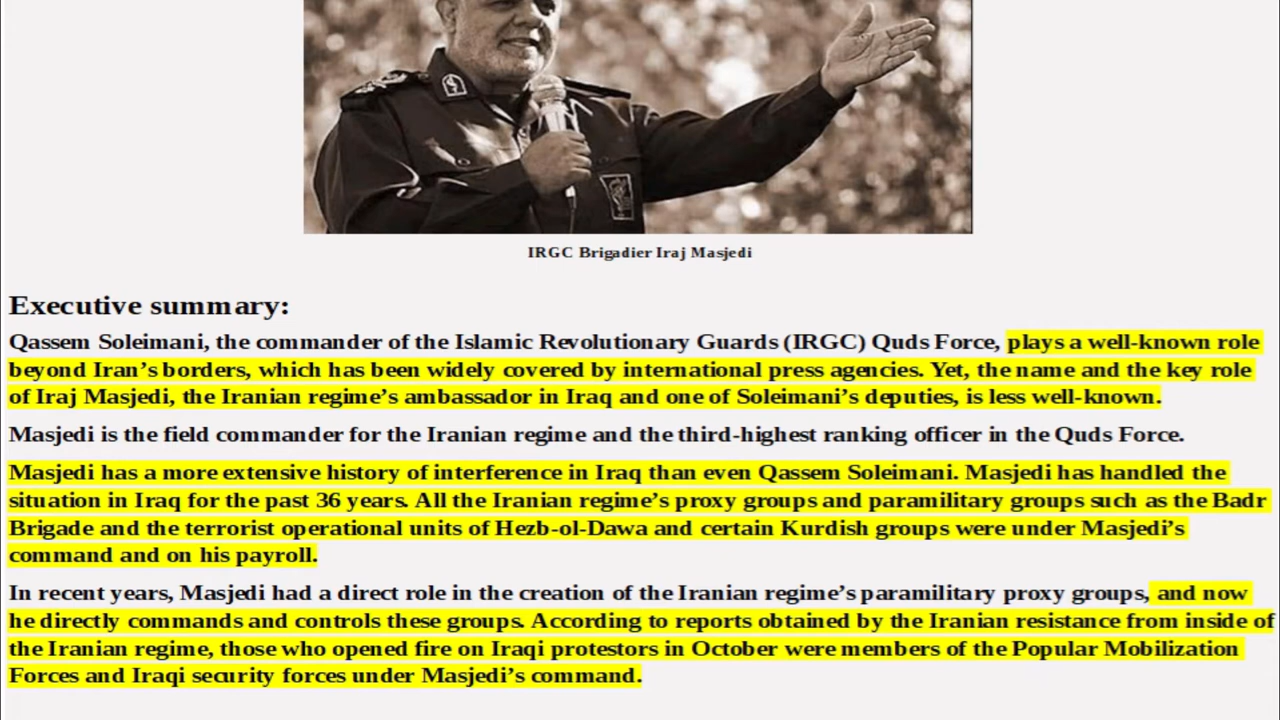 IRGC Brigadier Iraj Masjedi
Executive summary:
Qassem Soleimani, the commander of the Islamic Revolutionary Guards (IRGC) Quds Force, plays a well-known role
beyond Iran’s borders, which has been widely covered by international press agencies. Yet, the name and the key role
of Iraj Masjedi, the Iranian regime’s ambassador in Iraq and one of Soleimani’s deputies, is less well-known.
Masjedi is the field commander for the Iranian regime and the third-highest ranking officer in the Quds Force.
Masjedi has a more extensive history of interference in Iraq than even Qassem Soleimani. Masjedi has handled the
situation in Iraq for the past 36 years. All the Iranian regime’s proxy groups and paramilitary groups such as the Badr
Brigade and the terrorist operational units of Hezb-ol-Dawa and certain Kurdish groups were under Masjedi’s
command and on his payroll.
In recent years, Masjedi had a direct role in the creation of the Iranian regime’s paramilitary proxy groups, and now
he directly commands and controls these groups. According to reports obtained by the Iranian resistance from inside of
the Iranian regime, those who opened fire on Iraqi protestors in October were members of the Popular Mobilization
Forces and Iraqi security forces under Masjedi’s command.